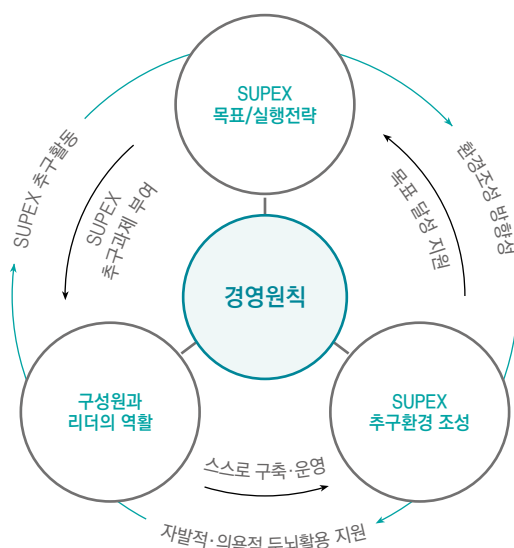 SUPEX
목표/실행전략
SUPEX 추구활동
SUPEX
추구과제 부여
목표 달성 지원
환경조성 방향성
경영원칙
구성원과
리더의 역할
SUPEX
추구환경 조성
스스로 구축·운영
자발적·의욕적 두뇌활용 지원